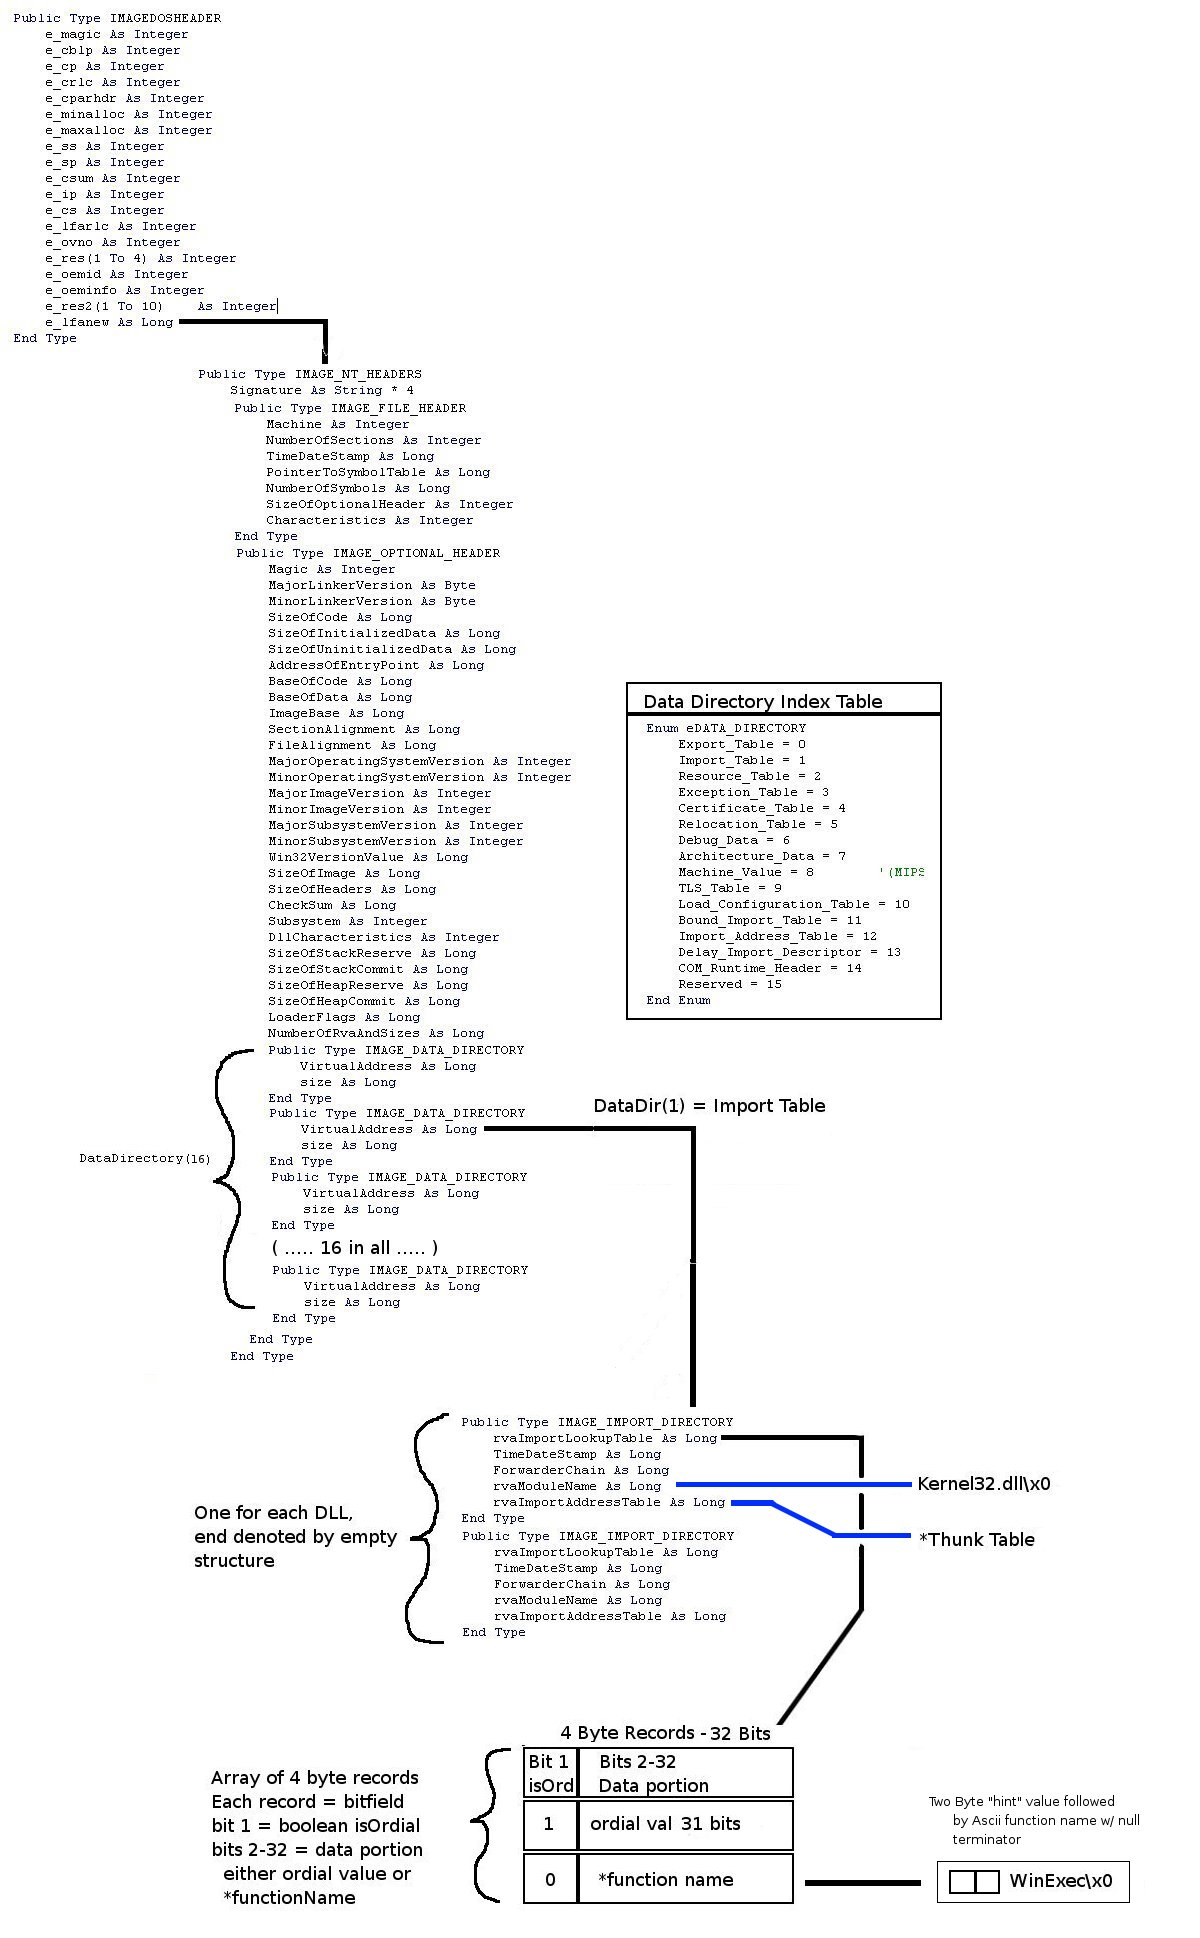 Public Type IMAGEDOSHEADER
e_magic As Integer
e_cblp As Integer
e_cp As Integer
e_crlc As Integer
e_cparhdr As Integer
e_minalloc As Integer
e_maxalloc As Integer
e_ss As Integer
e_sp As Integer
e_csum As Integer
e_ip As Integer
e_cs As Integer
e_lfarlc As Integer
e_ovno As Integer
e_res(1 To 4) As Integer
e_oemid As Integer
e_oeminfo As Integer
e_res2(1 To 10) As Integer
e_lfanew As Long
End Type
Public Type IMAGE_NT_HEADERS
Signature As String * 4
Public Type IMAGE_FILE_HEADER
Machine As Integer
NumberOfSections As Integer
TimeDateStamp As Long
PointerToSymbolTable As Long
NumberOfSymbols As Long
SizeOfOptionalHeader As Integer
Characteristics As Integer
End Type
Public Type IMAGE_OPTIONAL_HEADER
Magic As Integer
MajorLinkerVersion As Byte
MinorLinkerVersion As Byte
SizeOfCode As Long
SizeOfInitializedData As Long
SizeOfUninitializedData As Long
AddressOfEntryPoint As Long
BaseOfCode As Long
BaseOfData As Long
ImageBase As Long
SectionAlignment As Long
FileAlignment As Long
MajorOperatingSystemVersion As Integer
MinorOperatingSystemVersion As Integer
MajorImageVersion As Integer
MinorImageVersion As Integer
MajorSubsystemVersion As Integer
MinorSubsystemVersion As Integer
Win32VersionValue As Long
SizeOfImage As Long
SizeOfHeaders As Long
CheckSum As Long
Subsystem As Integer
DllCharacteristics As Integer
SizeOfStackReserve As Long
SizeOfStackCommit As Long
SizeOfHeapReserve As Long
SizeOfHeapCommit As Long
LoaderFlags As Long
NumberOfRvaAndSizes As Long
Data Directory Index Table
Enum eDATA_DIRECTORY
Export_Table = 0
Import_Table = 1
Resource_Table = 2
Exception_Table = 3
Certificate_Table = 4
Relocation_Table = 5
Debug_Data = 6
Architecture_Data = 7
Machine_Value = 8 '(MIPS
TLS_Table = 9
Load_Configuration_Table = 10
Bound_Import_Table = 11
Import_Address_Table = 12
Delay_Import_Descriptor = 13
COM_Runtime_Header = 14
Reserved = 15
End Enum
DataDirectory(16)
Public Type IMAGE_DATA_DIRECTORY
VirtualAddress As Long
size As Long
End Type
Public Type IMAGE_DATA_DIRECTORY
VirtualAddress As Long
size As Long
End Type
Public Type IMAGE_DATA_DIRECTORY
VirtualAddress As Long
size As Long
End Type
( ..... 16 in all ..... )
Public Type IMAGE_DATA_DIRECTORY
VirtualAddress As Long
size As Long
End Type
End Type
End Type
DataDir(1) = Import Table
One for each DLL,
end denoted by empty
structure
Public Type IMAGE_IMPORT_DIRECTORY
rvaImportLookupTable As Long
TimeDateStamp As Long
ForwarderChain As Long
rvaModuleName As Long
rvaImportAddressTable As Long
End Type
Public Type IMAGE_IMPORT_DIRECTORY
rvaImportLookupTable As Long
TimeDateStamp As Long
ForwarderChain As Long
rvaModuleName As Long
rvaImportAddressTable As Long
End Type
Kernel32.dll\x0
*Thunk Table
Array of 4 byte records
Each record = bitfield
bit 1 = boolean isOrdial
bits 2-32 = data portion
either ordial value or
*functionName
4 Byte Records - 32 Bits
Bit 1 Bits 2-32
isOrd Data portion
1 ordial val 31 bits
0 *function name
Two Byte "hint" value followed
by Ascii function name w/ null
terminator
WinExec\x0